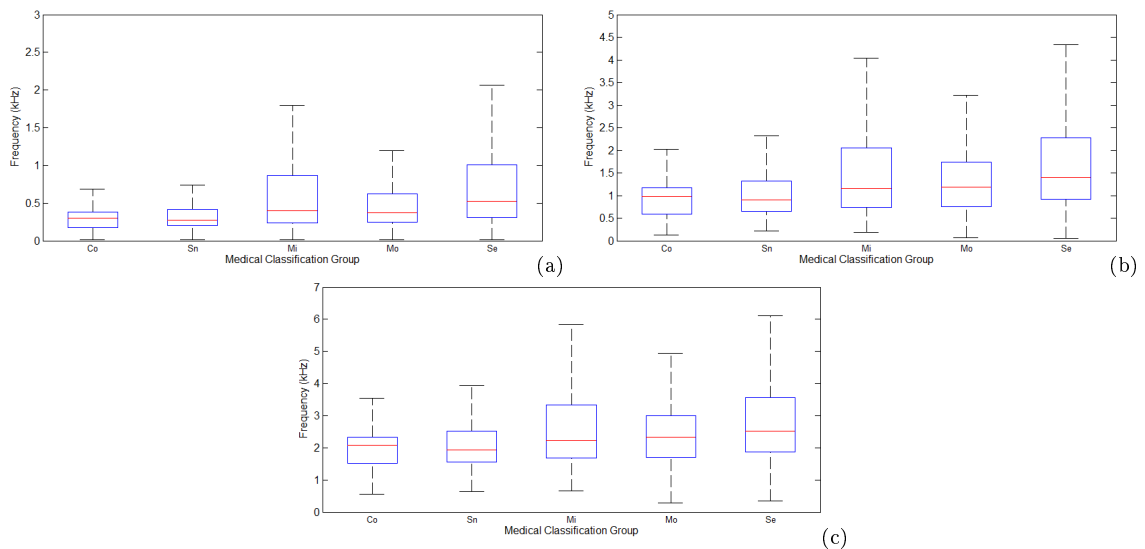 3
2.5
2
1.5
1
0.5
0
Frequency (kHz)
Co Sn Mi Mo Se
Medical Classification Group
(a)
5
4.5
4
3.5
3
2.5
2
1.5
1
0.5
0
Frequency (kHz)
Co Sn Mi Mo Se
Medical Classification Group
(b)
7
6
5
4
3
2
1
0
Frequency (kHz)
Co Sn Mi Mo Se
Medical Classification Group
(c)